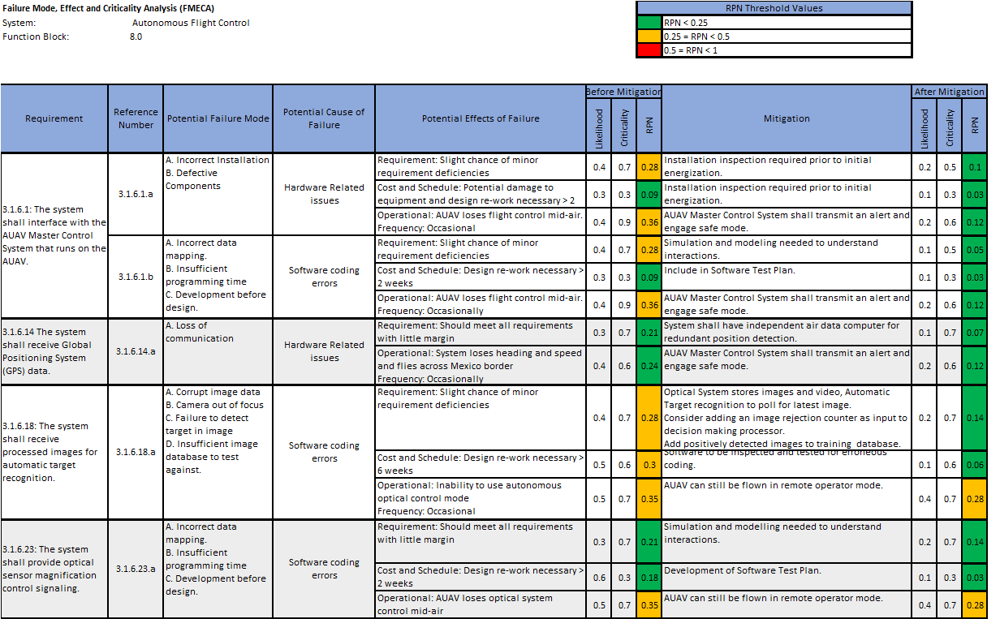 Failure Mode, Effect and Criticality Analysis (FMECA)
System: Autonomous Flight Control
Function Block: 8.0
RPN Threshold Values
RPN < 0.25
0.25 = RPN < 0.5
0.5 = RPN < 1
Requirement
Reference
Number
Potential Failure Mode
Potential Cause of
Failure
Potential Effects of Failure
Before Mitigation
Likelihood
Criticality
RPN
Mitigation
After Mitigation
Likelihood
Criticality
RPN
3.1.6.1: The system
shall interface with the
AUAV Master Control
System that runs on the
AUAV.
3.1.6.1.a
A. Incorrect Installation
B. Defective
Components
Hardware Related
issues
Requirement: Slight chance of minor
requirement deficiencies
0.4 0.7 0.28
Installation inspection required prior to initial
energization.
0.2 0.5 0.1
Cost and Schedule: Potential damage to
equipment and design re-work necessary > 2
0.3 0.3 0.09
Installation inspection required prior to initial
energization.
0.1 0.3 0.03
Operational: AUAV loses flight control mid-air.
Frequency: Occasional
0.4 0.9 0.36
AUAV Master Control System shall transmit an alert and
engage safe mode.
0.2 0.6 0.12
3.1.6.1.b
A. Incorrect data
mapping.
B. Insufficient
programming time
C. Development before
design.
Software coding
errors
Requirement: Slight chance of minor
requirement deficiencies
0.4 0.7 0.28
Simulation and modeling needed to understand
interactions.
0.1 0.5 0.05
Cost and Schedule: Design re-work necessary >
2 weeks
0.3 0.3 0.09
Include in Software Test Plan.
0.1 0.3 0.03
Operational: AUAV loses flight control mid-air.
Frequency: Occasionally
0.4 0.9 0.36
AUAV Master Control System shall transmit an alert and
engage safe mode.
0.2 0.6 0.12
3.1.6.14 The system
shall receive Global
Positioning System
(GPS) data.
3.1.6.14.a
A. Loss of
communication
Hardware Related
issues
Requirement: Should meet all requirements
with little margin
0.3 0.7 0.21
System shall have independent air data computer for
redundant position detection.
0.1 0.7 0.07
Operational: System loses heading and speed
and flies across Mexico border
Frequency: Occasionally
0.4 0.6 0.24
AUAV Master Control System shall transmit an alert and
engage safe mode.
0.2 0.6 0.12
3.1.6.18: The system
shall receive
processed images for
automatic target
recognition.
3.1.6.18.a
A. Corrupt image data
B. Camera out of focus
C. Failure to detect
target in image
D. Insufficient image
database to test
against.
Software coding
errors
Requirement: Slight chance of minor
requirement deficiencies
0.4 0.7 0.28
Optical System stores images and video, Automatic
Target recognition to poll for latest image.
Consider adding an image rejection counter as input to
decision making processor.
Add positively detected images to training database.
0.2 0.7 0.14
Cost and Schedule: Design re-work necessary >
6 weeks
0.5 0.6 0.3
Software to be inspected and tested for erroneous
coding.
0.1 0.6 0.06
Operational: Inability to use autonomous
optical control mode
Frequency: Occasional
0.5 0.7 0.35
AUAV can still be flown in remote operator mode.
0.4 0.7 0.28
3.1.6.23: The system
shall provide optical
sensor magnification
control signaling.
3.1.6.23.a
A. Incorrect data
mapping.
B. Insufficient
programming time
C. Development before
design.
Software coding
errors
Requirement: Should meet all requirements
with little margin
0.3 0.7 0.21
Simulation and modelling needed to understand
interactions.
0.2 0.7 0.14
Cost and Schedule: Design re-work necessary >
2 weeks
0.6 0.3 0.18
Development of Software Test Plan.
0.1 0.3 0.03
Operational: AUAV loses optical system
control mid-air
0.5 0.7 0.35
AUAV can still be flown in remote operator mode.
0.4 0.7 0.28